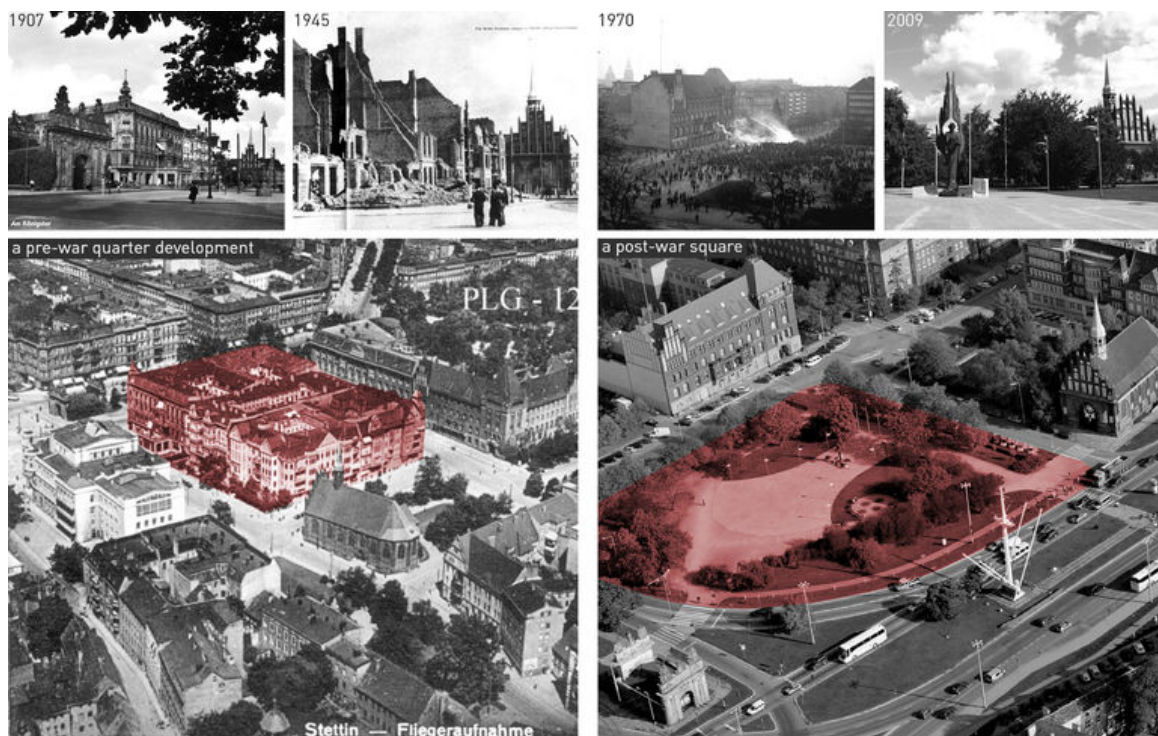 1907
1945
1970
2009
Am Königstor
a pre-war quarter development
a post-war square
PLG - 12
Stettin — Fliegeraufnahme